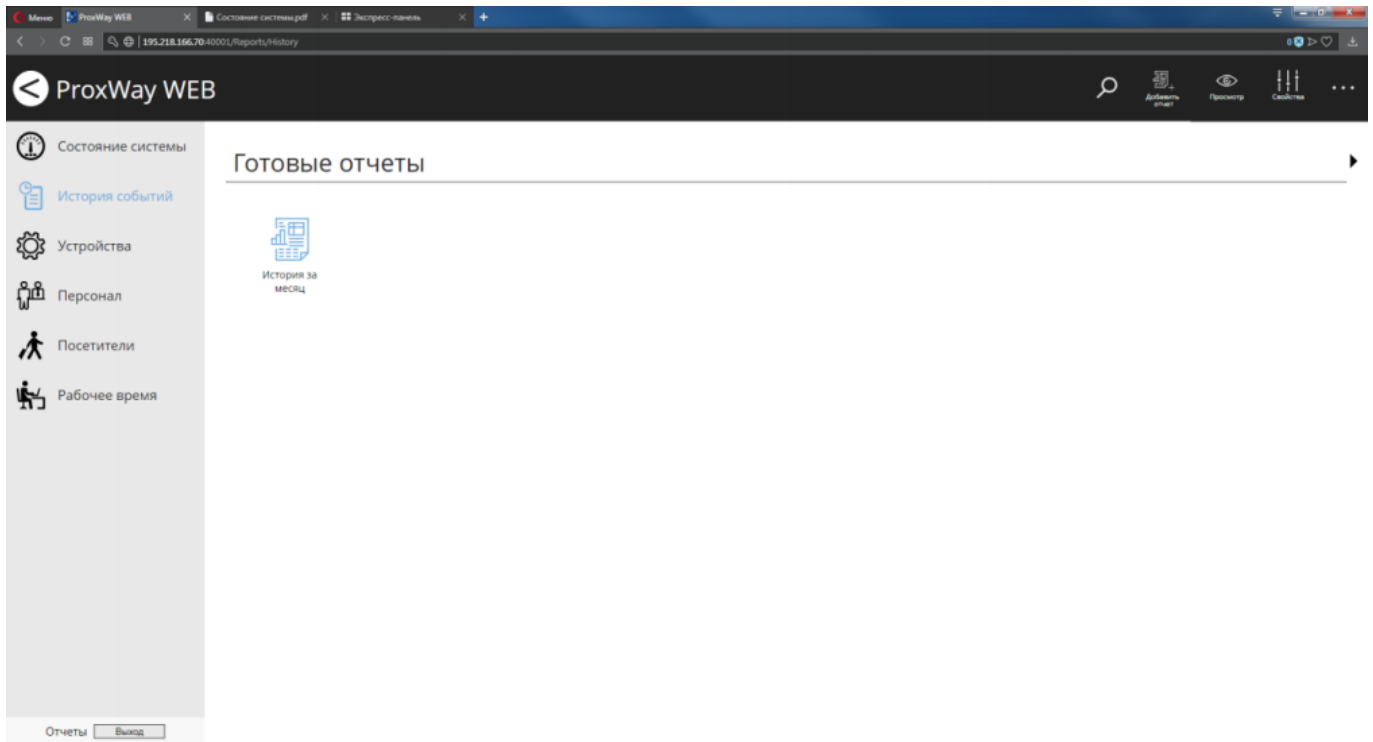 Меню ProxWay WEB Состояние системы.pdf Экспресс-панель
195.218.166.70:40001/Reports/History 0
ProxWay WEB
Добавить
отчет
Просмотр
Свойства
Состояние системы
История событий
Устройства
Персонал
Посетители
Рабочее время
Готовые отчеты
История за
месяц
Отчеты Выход